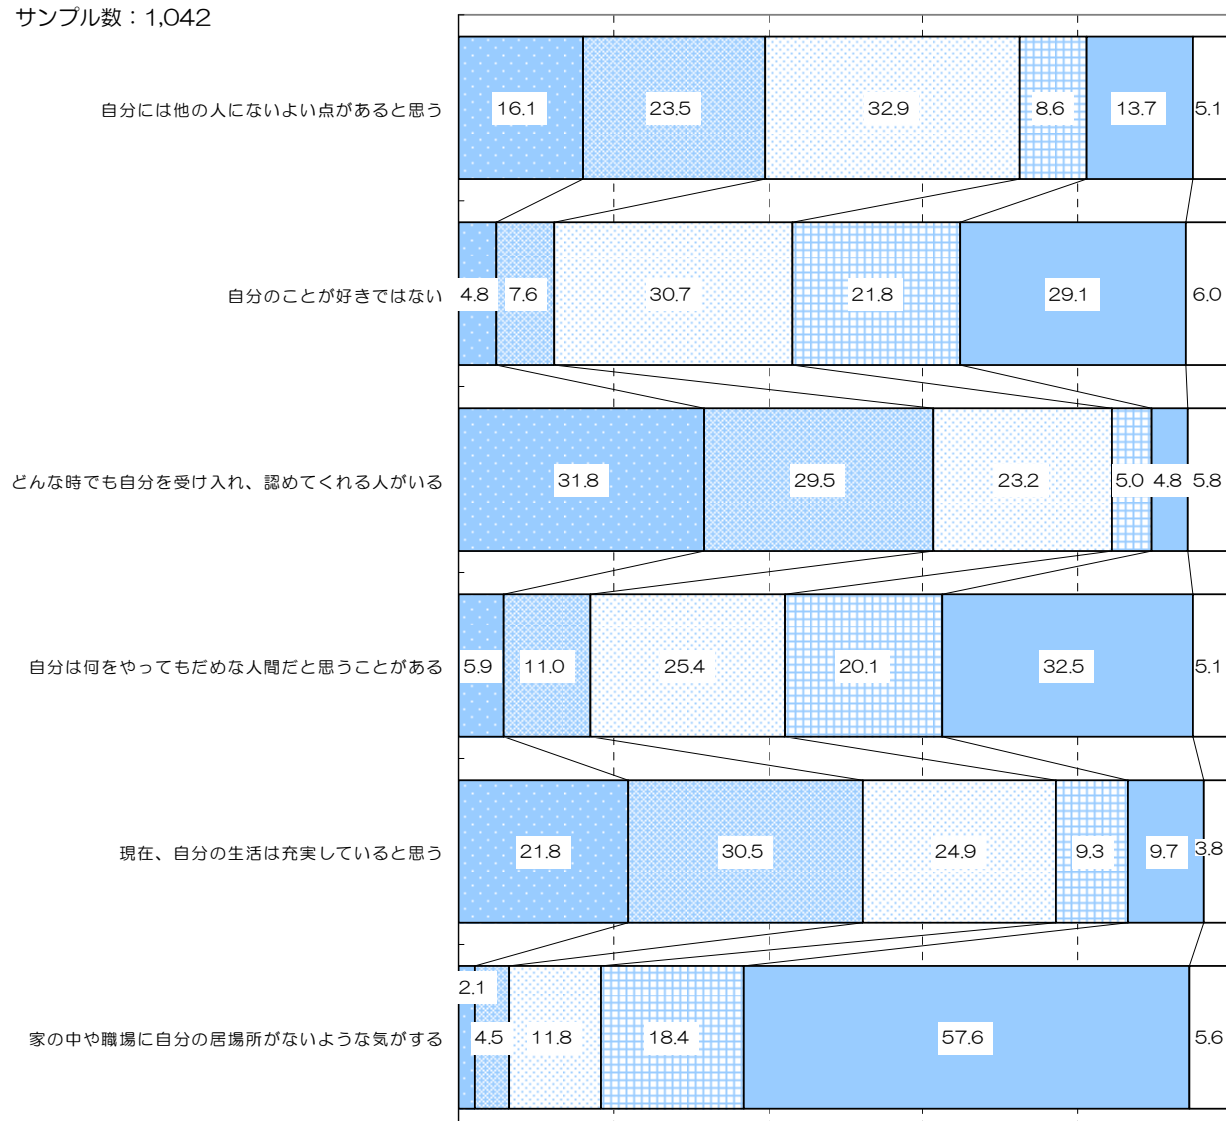 サンプル数：1,042
自分には他の人にないよい点があると思う 16.1 23.5 32.9 8.6 13.7 5.1
自分のことが好きではない 4.8 7.6 30.7 21.8 29.1 6.0
どんな時でも自分を受け入れ、認めてくれる人がいる 31.8 29.5 23.2 5.0 4.8 5.8
自分は何をやってもだめな人間だと思うことがある 5.9 11.0 25.4 20.1 32.5 5.1
現在、自分の生活は充実していると思う 21.8 30.5 24.9 9.3 9.7 3.8
家の中や職場に自分の居場所がないような気がする 2.1 4.5 11.8 18.4 57.6 5.6